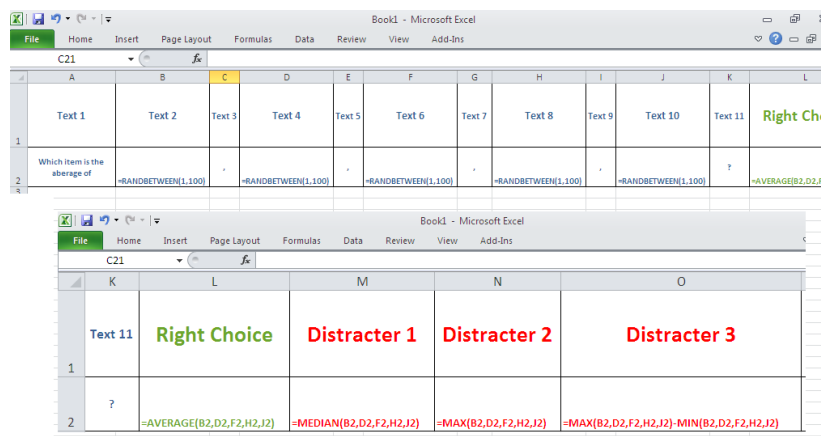 Book1 - Microsoft Excel
File Home Insert Page Layout Formulas Data Review View Add-Ins
C21 fx
A B C D E F G H I J K L
1 Text 1 Text 2 Text 3 Text 4 Text 5 Text 6 Text 7 Text 8 Text 9 Text 10 Text 11
Right
2 Which item is the
aberage of =RANDBETWEEN(1,100) , =RANDBETWEEN(1,100) , =RANDBETWEEN(1,100) , =RANDBETWEEN(1,100) , =RANDBETWEEN(1,100) ? =AVERAGE(B2,D2,F
3
Book1 - Microsoft Excel
File Home Insert Page Layout Formulas Data Review View Add-Ins
C21 fx
K L M N O
1 Text 11 Right Choice Distracter 1 Distracter 2 Distracter 3
2 ? =AVERAGE(B2,D2,F2,H2,J2) =MEDIAN(B2,D2,F2,H2,J2) =MAX(B2,D2,F2,H2,J2) =MAX(B2,D2,F2,H2,J2)-MIN(B2,D2,F2,H2,J2)